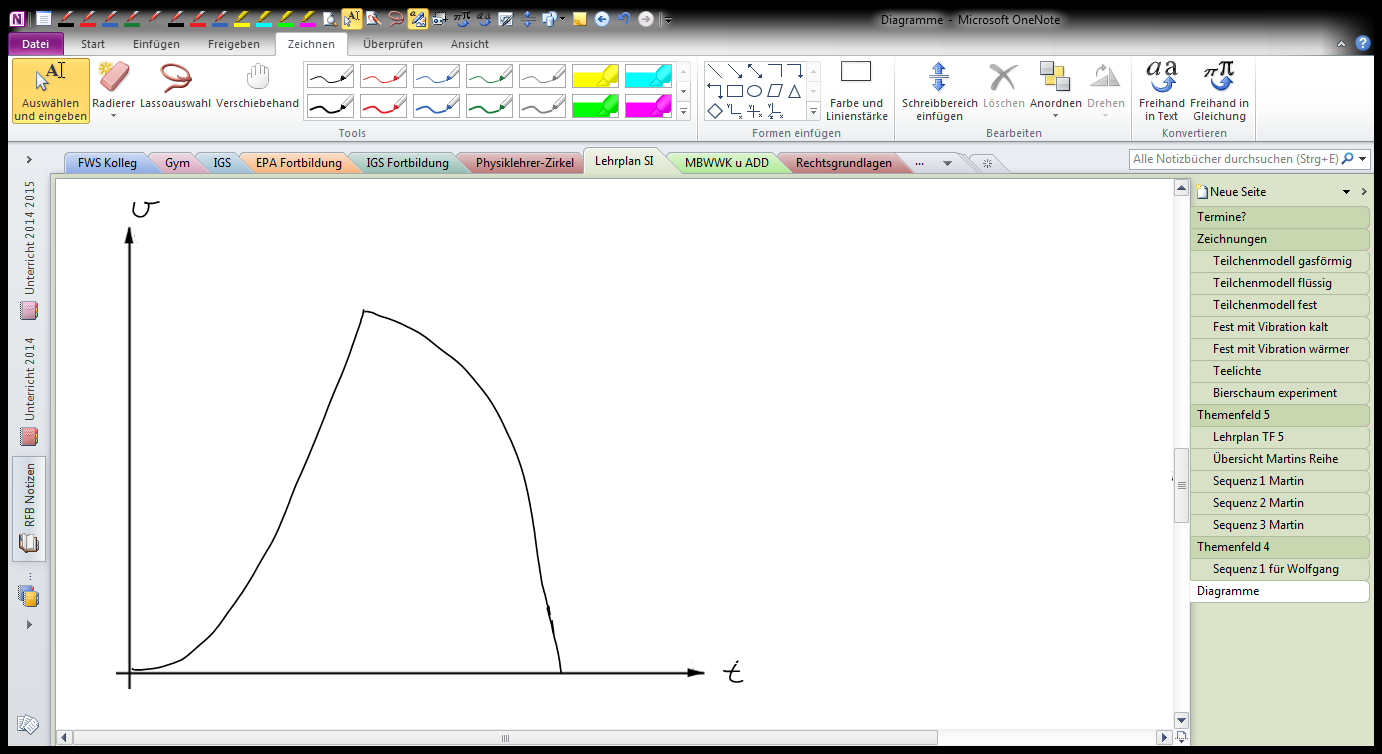 Diagramme - Microsoft OneNote
Datei Start Einfügen Freigeben Zeichnen Überprüfen Ansicht
Auswählen und eingeben
Radierer
Lassoauswahl
Verschiebehand
Tools
Farbe und Linienstärke
Formen einfügen
Schreibbereich einfügen
Löschen
Anordnen
Drehen
Bearbeiten
Freihand in Text
Freihand in Gleichung
Konvertieren
FWS Kolleg Gym IGS EPA Fortbildung IGS Fortbildung Physiklehrer-Zirkel Lehrplan SI MBWWK u ADD Rechtsgrundlagen ...
Alle Notizbücher durchsuchen (Strg+E)
Unterricht 2014 2015
Unterricht 2014
RFB Notizen
v
t
Neue Seite
Termine?
Zeichnungen
Teilchenmodell gasförmig
Teilchenmodell flüssig
Teilchenmodell fest
Fest mit Vibration kalt
Fest mit Vibration wärmer
Teelichte
Bierschaum experiment
Themenfeld 5
Lehrplan TF 5
Übersicht Martins Reihe
Sequenz 1 Martin
Sequenz 2 Martin
Sequenz 3 Martin
Themenfeld 4
Sequenz 1 für Wolfgang
Diagramme